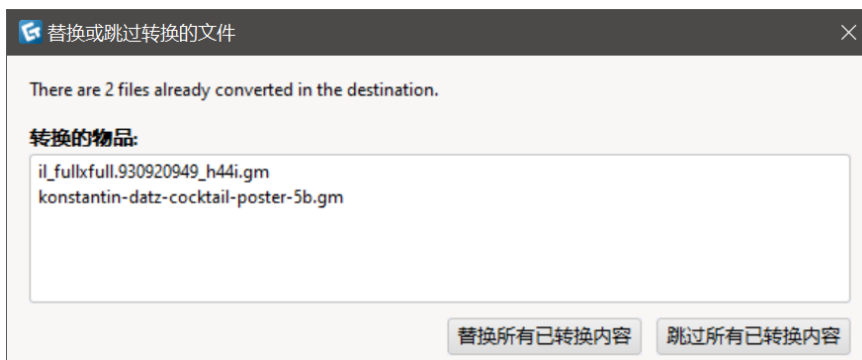 替换或跳过转换的文件
There are 2 files already converted in the destination.
转换的物品:
il_fullxfull.930920949_h44i.gm
konstantin-datz-cocktail-poster-5b.gm
替换所有已转换内容 跳过所有已转换内容